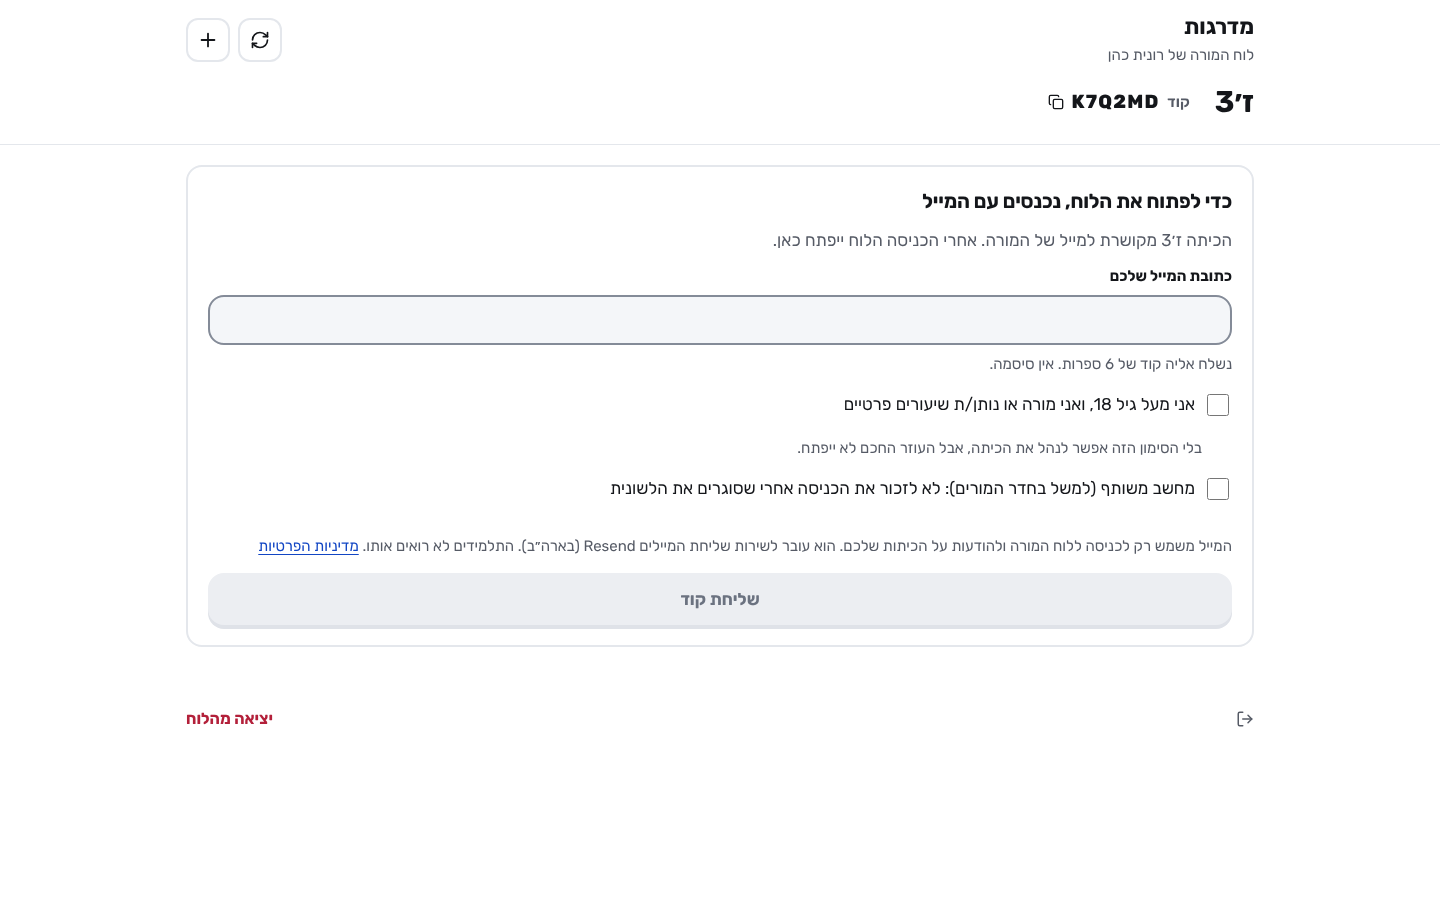 מדרגות
לוח המורה של רונית כהן
ז׳3 קוד K7Q2MD
כדי לפתוח את הלוח, נכנסים עם המייל
הכיתה ז׳3 מקושרת למייל של המורה. אחרי הכניסה הלוח ייפתח כאן.
כתובת המייל שלכם
נשלח אליה קוד של 6 ספרות. אין סיסמה.
אני מעל גיל 18, ואני מורה או נותן/ת שיעורים פרטיים
בלי הסימון הזה אפשר לנהל את הכיתה, אבל העוזר החכם לא ייפתח.
מחשב משותף (למשל בחדר המורים): לא לזכור את הכניסה אחרי שסוגרים את הלשונית
המייל משמש רק לכניסה ללוח המורה ולהודעות על הכיתות שלכם. הוא עובר לשירות שליחת המיילים Resend (בארה״ב). התלמידים לא רואים אותו. מדיניות הפרטיות
שליחת קוד
יציאה מהלוח